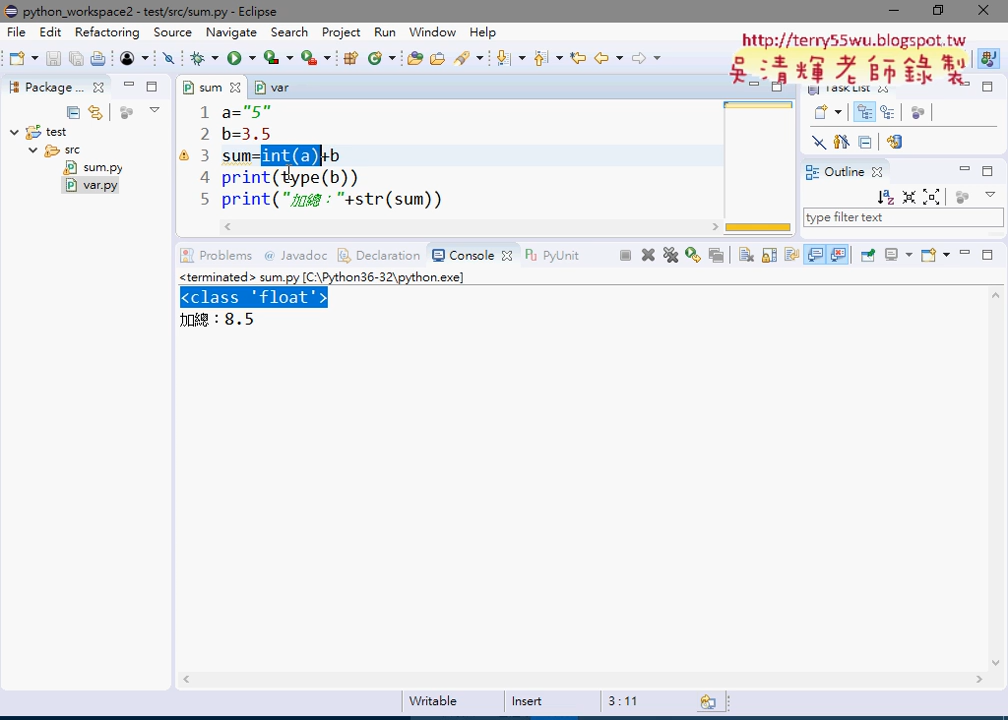 python_workspace2 - test/src/sum.py - Eclipse
File Edit Refactoring Source Navigate Search Project Run Window Help
http://terry55wu.blogspot.tw
吳清輝老師錄製
Package ...
sum
var
Task List
test
src
sum.py
var.py
1 a="5"
2 b=3.5
3 sum=int(a)+b
4 print(type(b))
5 print("加總："+str(sum))
Outline
type filter text
Problems
@ Javadoc
Declaration
Console
PyUnit
<terminated> sum.py [C:\Python36-32\python.exe]
<class 'float'>
加總：8.5
Writable
Insert
3 : 11